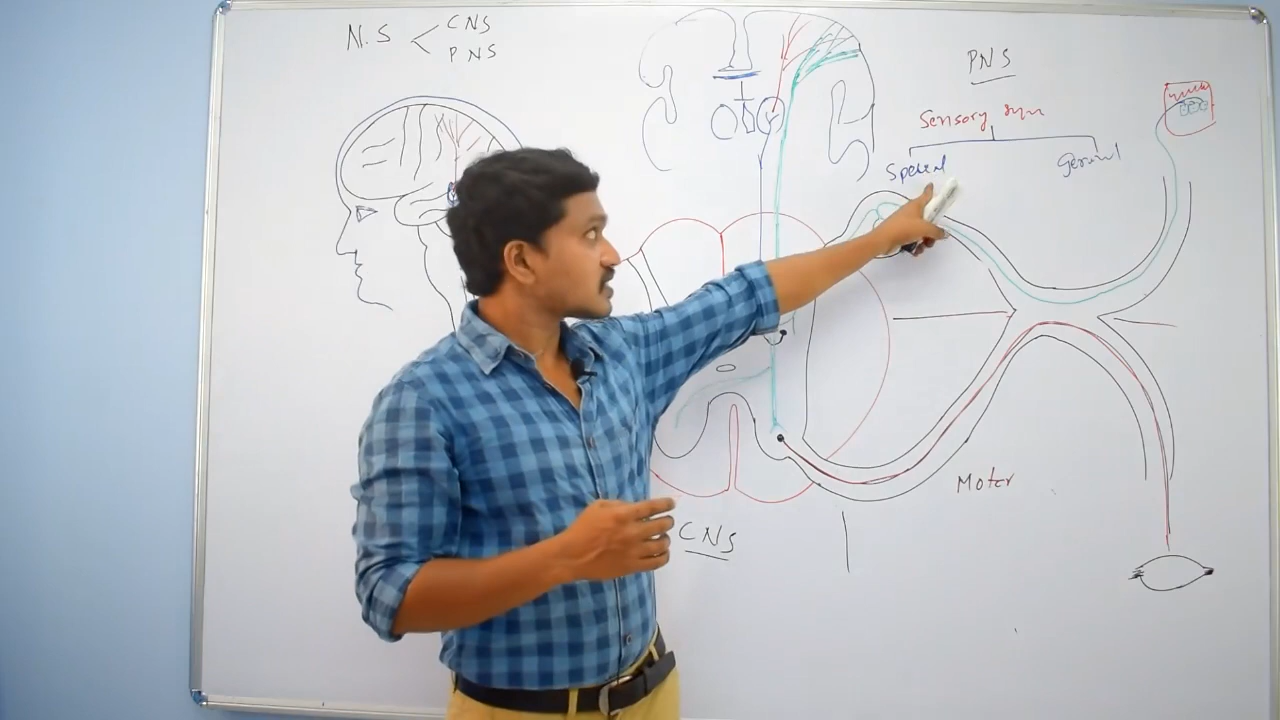 N.S
CNS
PNS
PNS
Sensory
Special
General
Motor
CNS